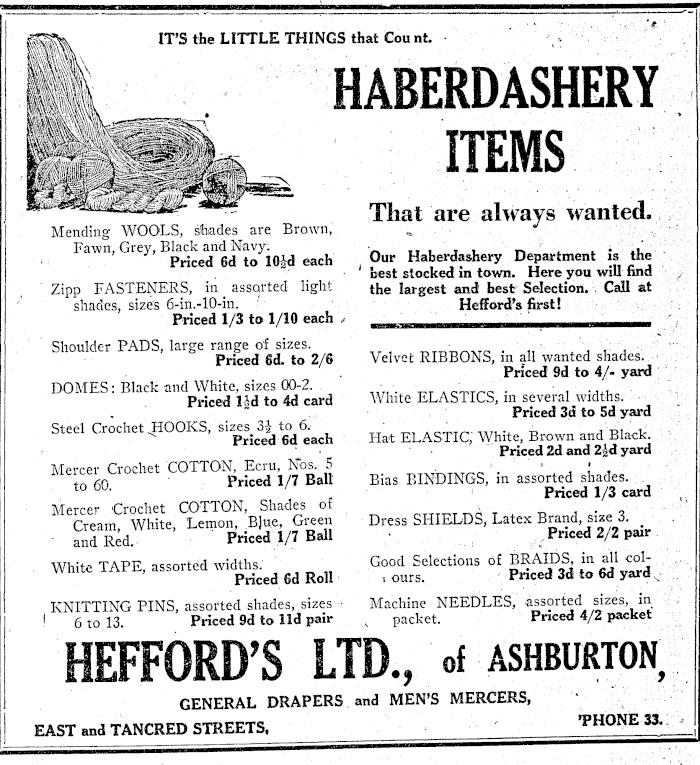 IT'S the LITTLE THINGS that Count.
HABERDASHERY
ITEMS
That are always wanted.
Our Haberdashery Department is the
best stocked in town. Here you will find
the largest and best Selection. Call at
Hefford's first!
Mending WOOLS, shades are Brown,
Fawn, Grey, Black and Navy.
Priced 6d to 10½d each
Zipp FASTENERS, in assorted light
shades, sizes 6-in.-10-in.
Priced 1/3 to 1/10 each
Shoulder PADS, large range of sizes.
Priced 6d. to 2/6
DOMES: Black and White, sizes 00-2.
Priced 1½d to 4d card
Steel Crochet HOOKS, sizes 3½ to 6.
Priced 6d each
Mercer Crochet COTTON, Ecru, Nos. 5
to 60. Priced 1/7 Ball
Mercer Crochet COTTON, Shades of
Cream, White, Lemon, Blue, Green
and Red. Priced 1/7 Ball
White TAPE, assorted widths.
Priced 6d Roll
KNITTING PINS, assorted shades, sizes
6 to 13. Priced 9d to 11d pair
Velvet RIBBONS, in all wanted shades.
Priced 9d to 4/- yard
White ELASTICS, in several widths.
Priced 3d to 5d yard
Hat ELASTIC, White, Brown and Black.
Priced 2d and 2½d yard
Bias BINDINGS, in assorted shades.
Priced 1/3 card
Dress SHIELDS, Latex Brand, size 3.
Priced 2/2 pair
Good Selections of BRAIDS, in all col-
ours. Priced 3d to 6d yard
Machine NEEDLES, assorted sizes, in
packet. Priced 4/2 packet
HEFFORD'S LTD., of ASHBURTON,
GENERAL DRAPERS and MEN'S MERCERS,
EAST and TANCRED STREETS, 'PHONE 33.